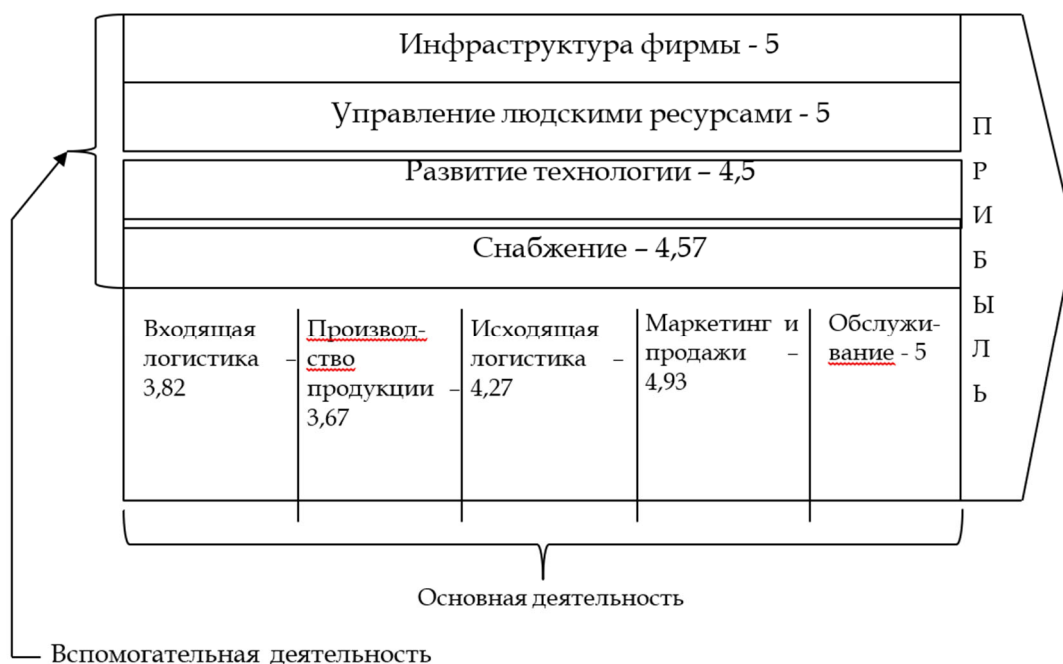 Инфраструктура фирмы - 5
Управление людскими ресурсами - 5
Развитие технологии – 4,5
Снабжение – 4,57
Входящая
логистика –
3,82
Производ-
ство
продукции –
3,67
Исходящая
логистика –
4,27
Маркетинг и
продажи –
4,93
Обслужи-
вание - 5
П
Р
И
Б
Ы
Л
Ь
Основная деятельность
Вспомогательная деятельность